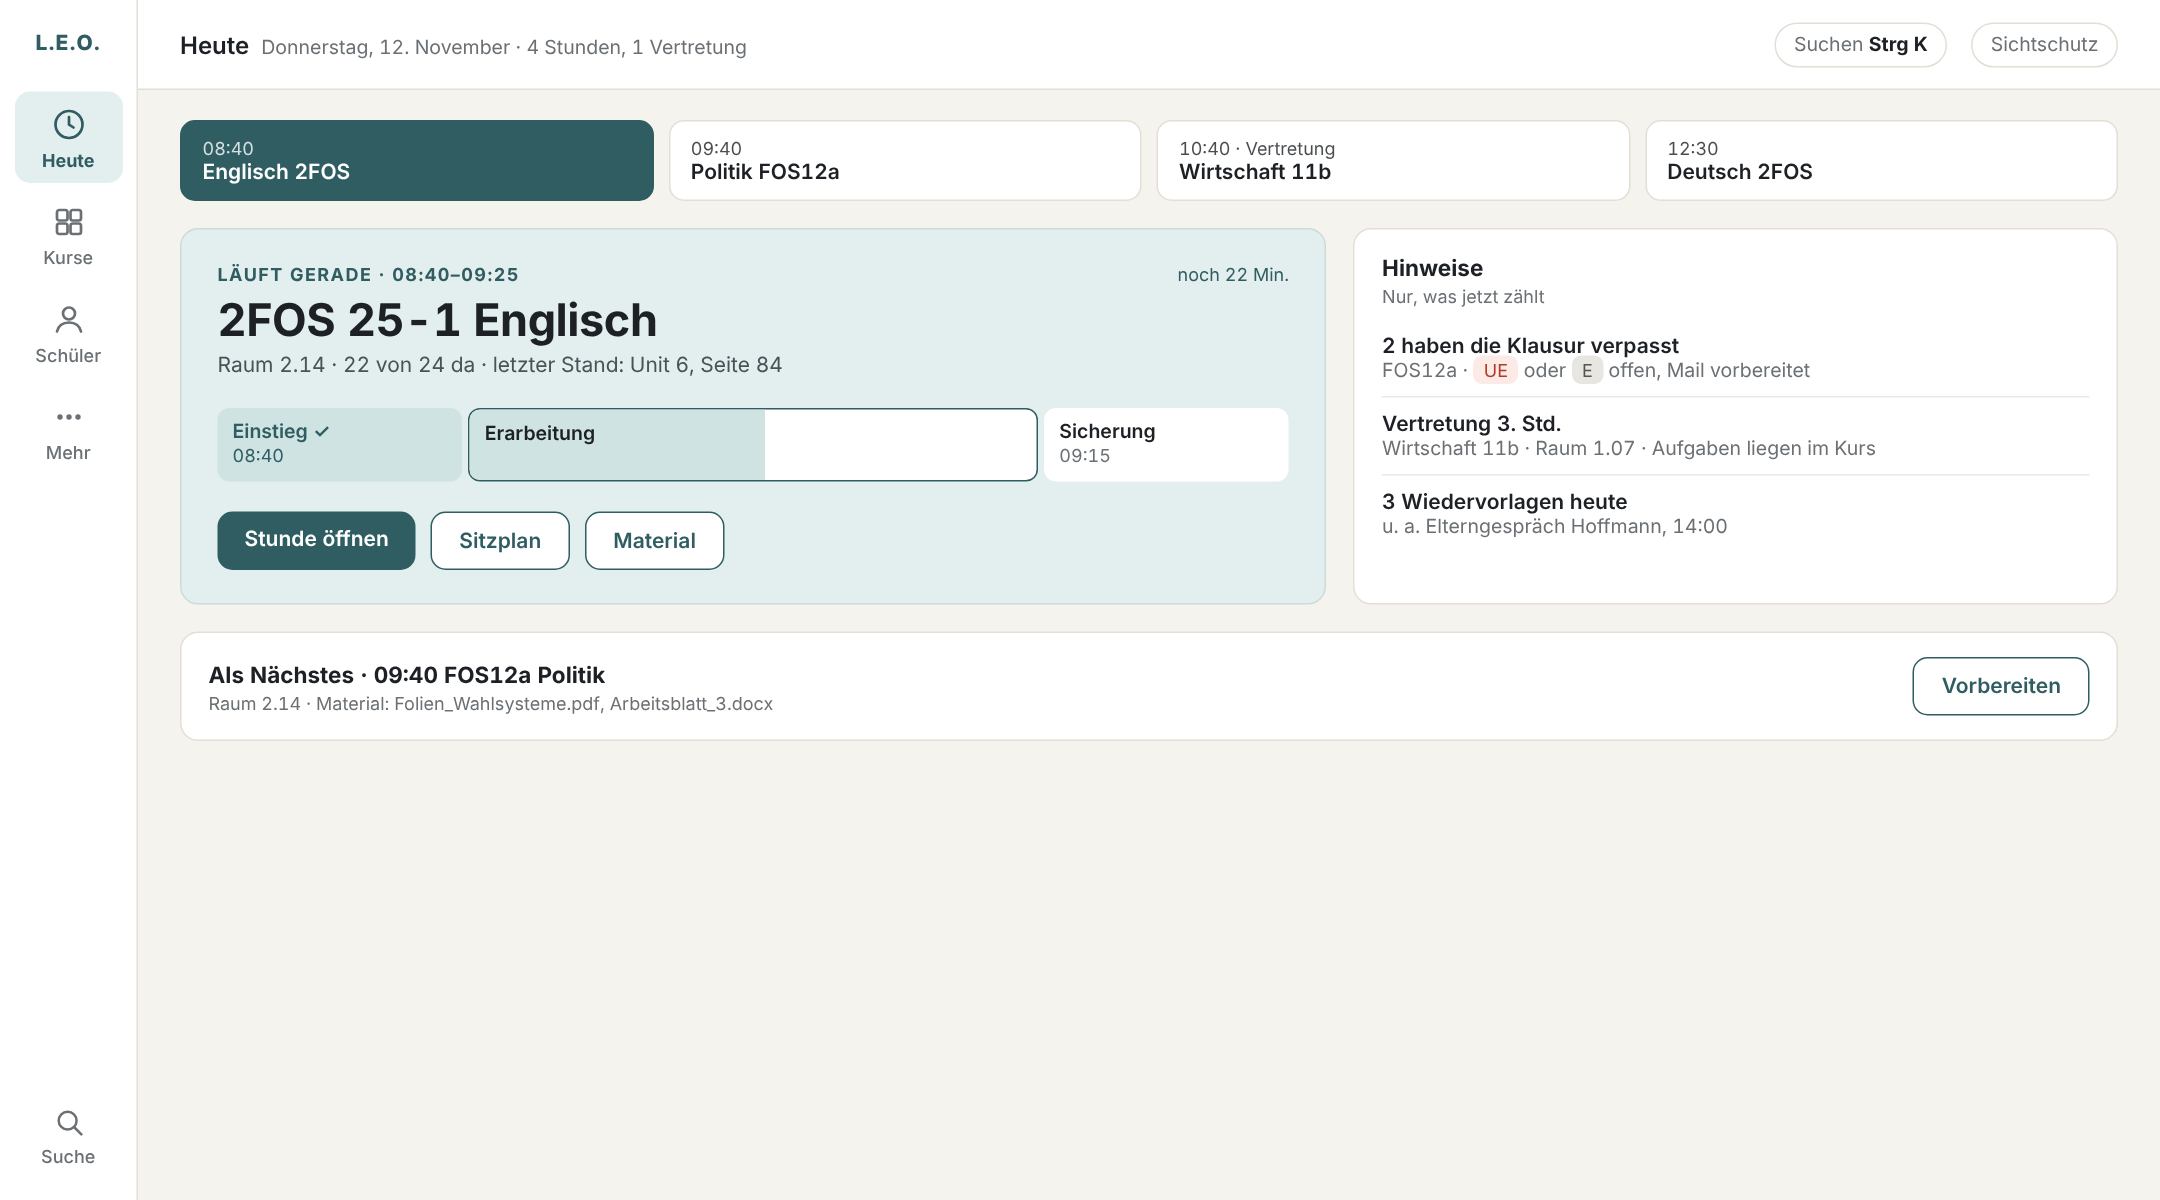 L.E.O.
Heute
Kurse
Schüler
Mehr
Suche
Heute Donnerstag, 12. November · 4 Stunden, 1 Vertretung
Suchen Strg K
Sichtschutz
08:40
Englisch 2FOS
09:40
Politik FOS12a
10:40 · Vertretung
Wirtschaft 11b
12:30
Deutsch 2FOS
LÄUFT GERADE · 08:40–09:25
noch 22 Min.
2FOS 25-1 Englisch
Raum 2.14 · 22 von 24 da · letzter Stand: Unit 6, Seite 84
Einstieg ✓
08:40
Erarbeitung
Sicherung
09:15
Stunde öffnen
Sitzplan
Material
Hinweise
Nur, was jetzt zählt
2 haben die Klausur verpasst
FOS12a · UE oder E offen, Mail vorbereitet
Vertretung 3. Std.
Wirtschaft 11b · Raum 1.07 · Aufgaben liegen im Kurs
3 Wiedervorlagen heute
u. a. Elterngespräch Hoffmann, 14:00
Als Nächstes · 09:40 FOS12a Politik
Raum 2.14 · Material: Folien_Wahlsysteme.pdf, Arbeitsblatt_3.docx
Vorbereiten